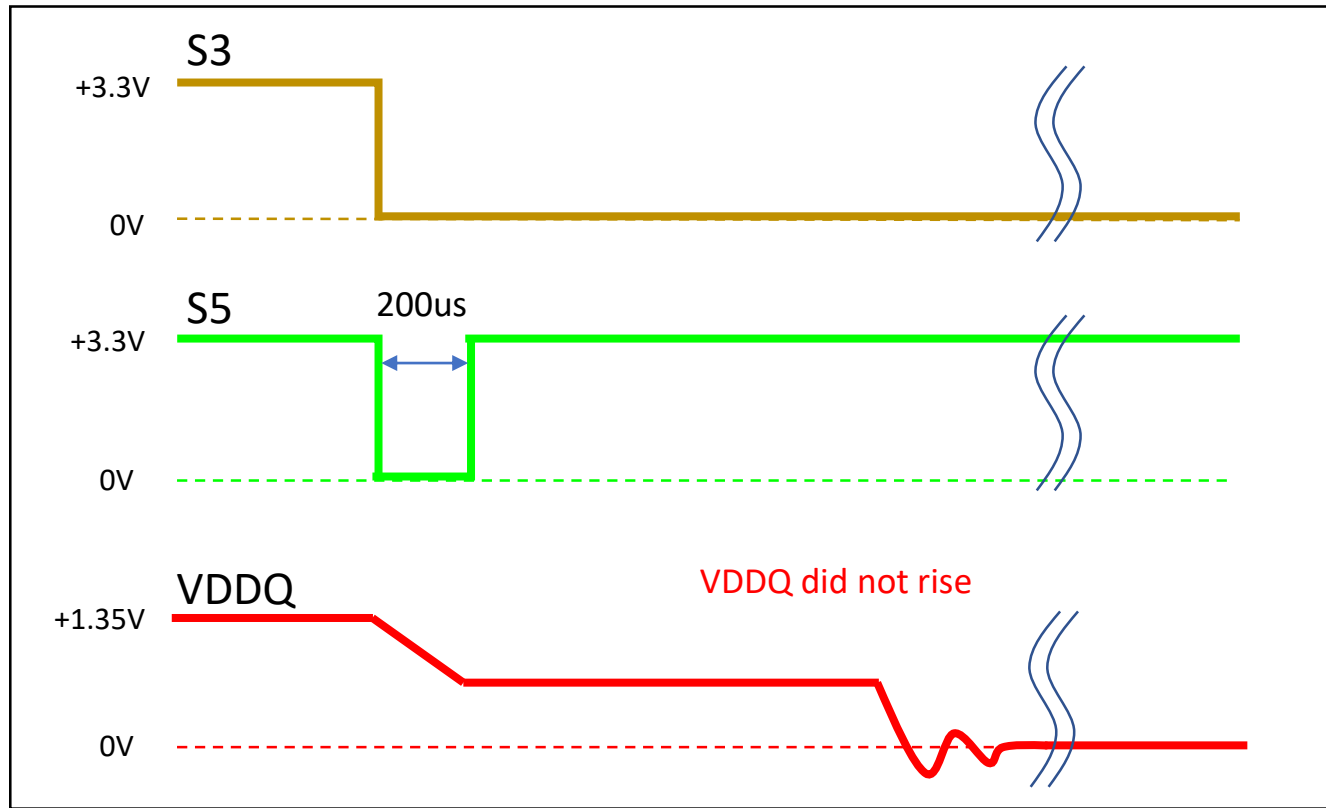 S3
+3.3V
0V
S5
200us
+3.3V
0V
VDDQ
VDDQ did not rise
+1.35V
0V